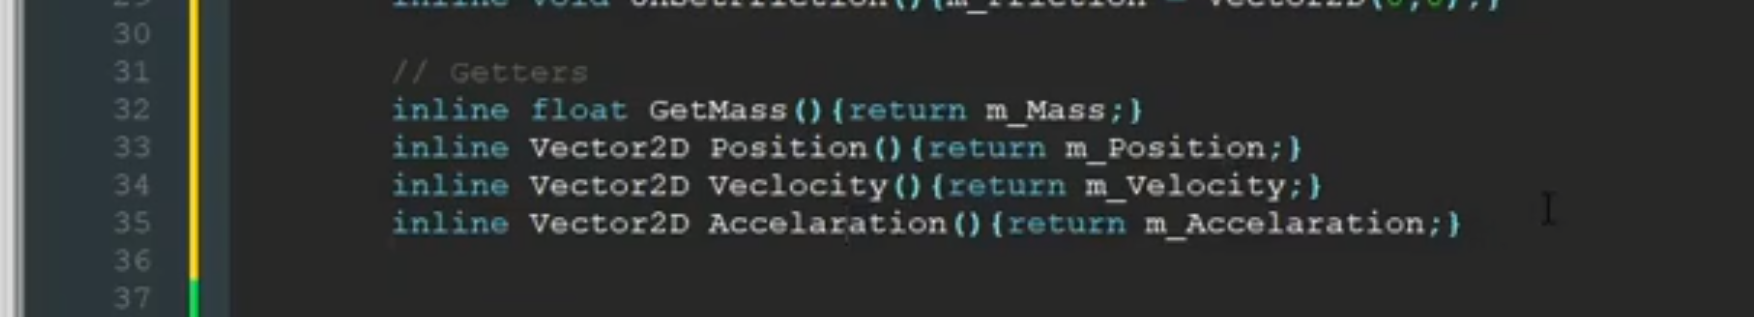 30
31 // Getters
32 inline float GetMass(){return m_Mass;}
33 inline Vector2D Position(){return m_Position;}
34 inline Vector2D Veclocity(){return m_Velocity;}
35 inline Vector2D Accelaration(){return m_Accelaration;}
36
37